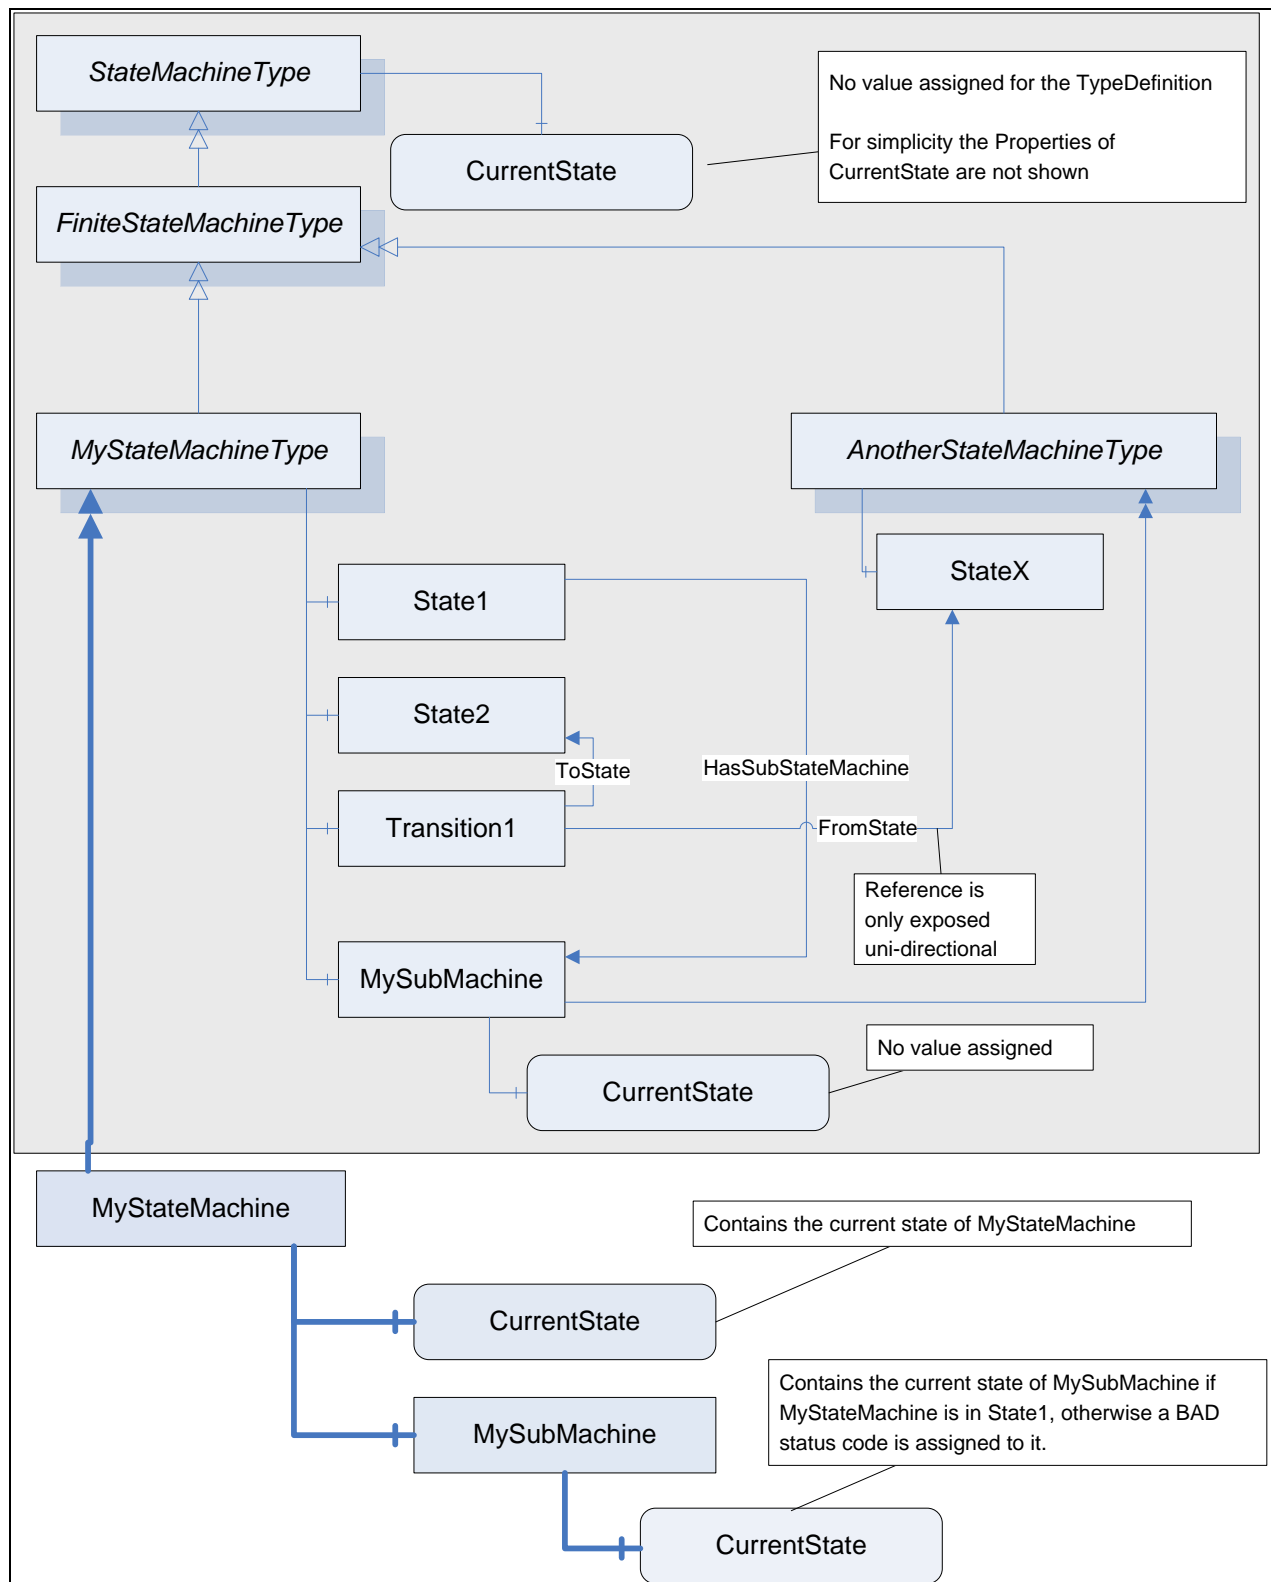 StateMachineType
No value assigned for the TypeDefinition
For simplicity the Properties of
CurrentState are not shown
CurrentState
FiniteStateMachineType
MyStateMachineType
AnotherStateMachineType
StateX
State1
State2
ToState
HasSubStateMachine
Transition1
FromState
Reference is
only exposed
uni-directional
MySubMachine
No value assigned
CurrentState
MyStateMachine
Contains the current state of MyStateMachine
CurrentState
Contains the current state of MySubMachine if
MyStateMachine is in State1, otherwise a BAD
status code is assigned to it.
MySubMachine
CurrentState